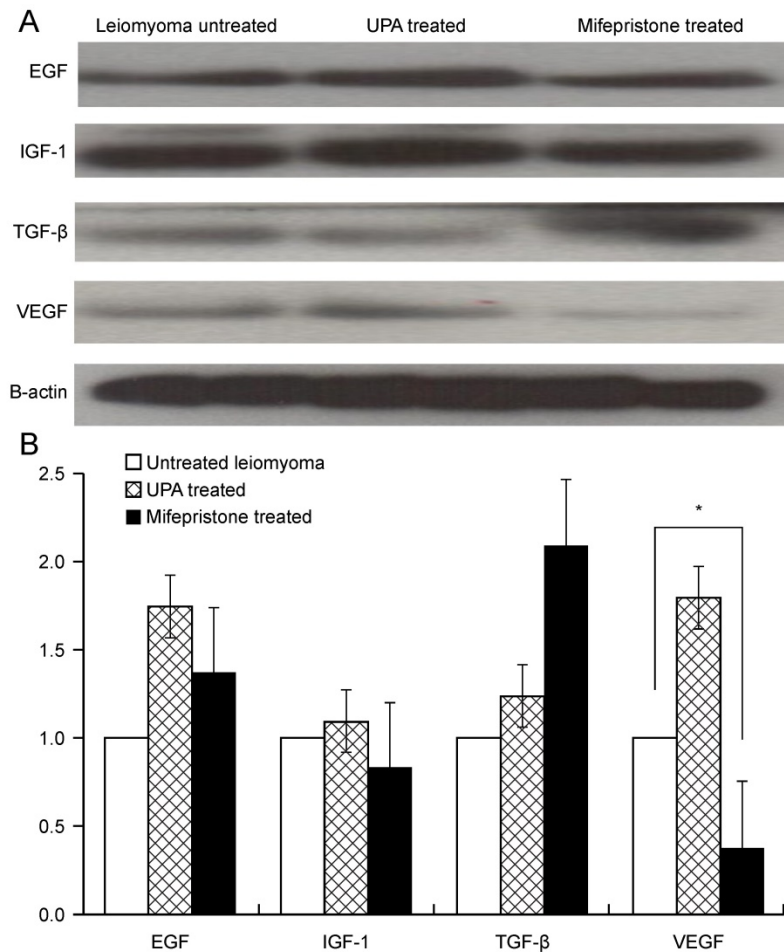 A
Leiomyoma untreated UPA treated Mifepristone treated
EGF
IGF-1
TGF-β
VEGF
B-actin
B
Untreated leiomyoma
UPA treated
Mifepristone treated
*
2.5
2.0
1.5
1.0
0.5
0.0
EGF IGF-1 TGF-β VEGF